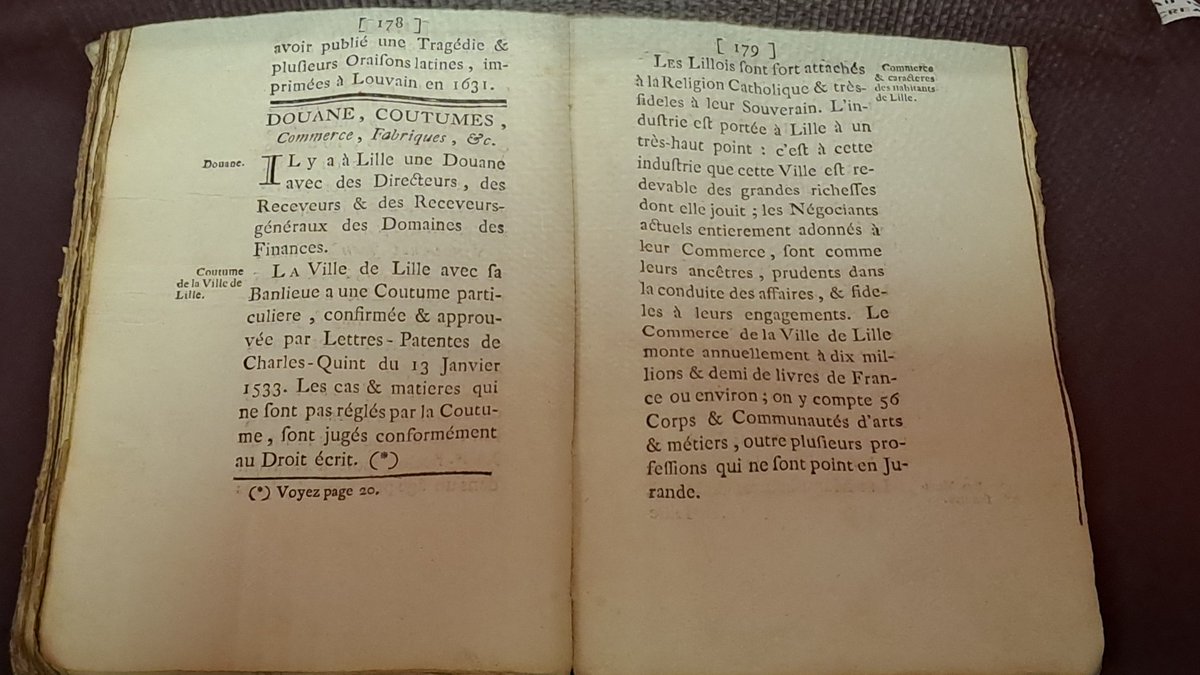 [ 178 ]
avoir publié une Tragédie &
pluſieurs Oraiſons latines, im-
primées à Louvain en 1631.
DOUANE, COUTUMES,
Commerce, Fabriques, &c.
Douane.
IL y a à Lille une Douane
avec des Directeurs, des
Receveurs & des Receveurs-
généraux des Domaines des
Finances.
Coutume
de la Ville de
Lille.
LA Ville de Lille avec ſa
Banlieue a une Coutume parti-
culiere, confirmée & approu-
vée par Lettres-Patentes de
Charles-Quint du 13 Janvier
1533. Les cas & matieres qui
ne ſont pas réglés par la Coutu-
me, ſont jugés conformément
au Droit écrit. (*)
(*) Voyez page 20.
[ 179 ]
LES Lillois ſont fort attachés
à la Religion Catholique & très-
fideles à leur Souverain. L'in-
duſtrie eſt portée à Lille à un
très-haut point : c'eſt à cette
induſtrie que cette Ville eſt re-
devable des grandes richeſſes
dont elle jouit ; les Négociants
actuels entierement adonnés à
leur Commerce, ſont comme
leurs ancêtres, prudents dans
la conduite des affaires, & fide-
les à leurs engagements. Le
Commerce de la Ville de Lille
monte annuellement à dix mil-
lions & demi de livres de Fran-
ce ou environ ; on y compte 56
Corps & Communautés d'arts
& métiers, outre pluſieurs pro-
feſſions qui ne ſont point en Ju-
rande.
Commerce
& caracteres
des habitants
de Lille.